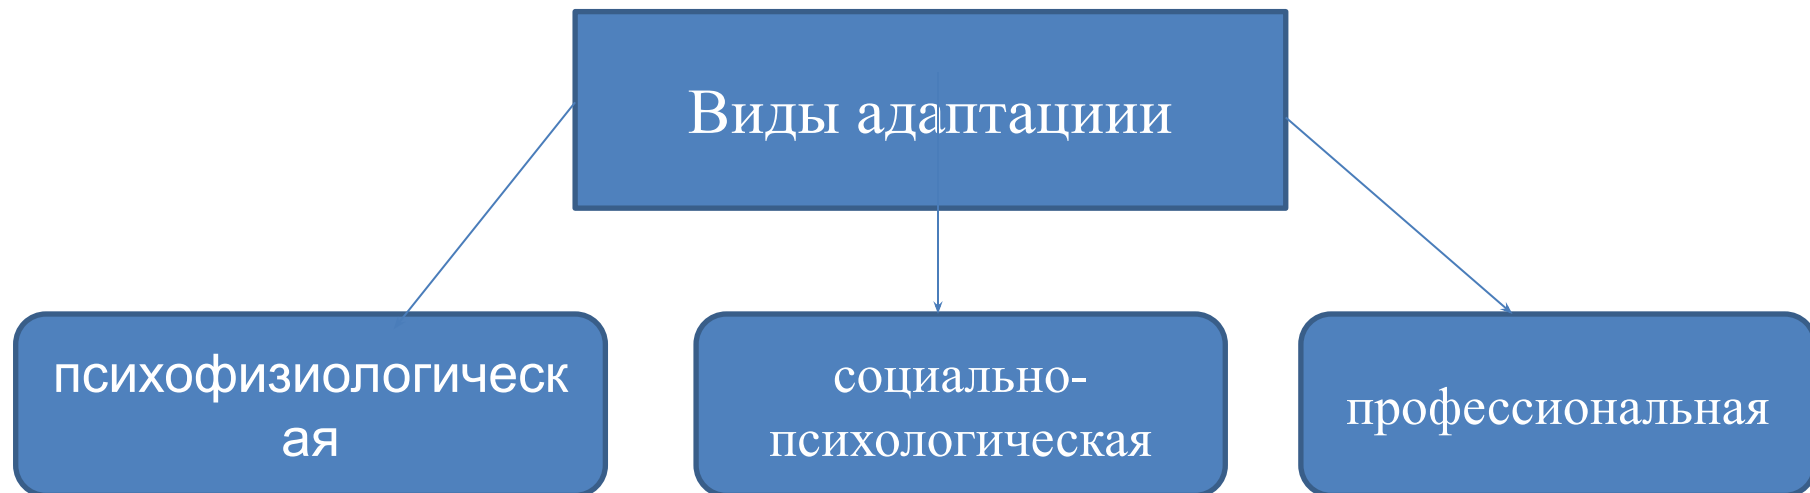 Виды адаптациии
психофизиологическ
ая
социально-
психологическая
профессиональная